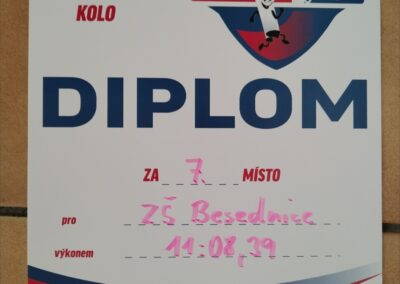 KOLO
DIPLOM
ZA 7. MÍSTO
pro ZŠ Besednice
výkonem 11:08,39